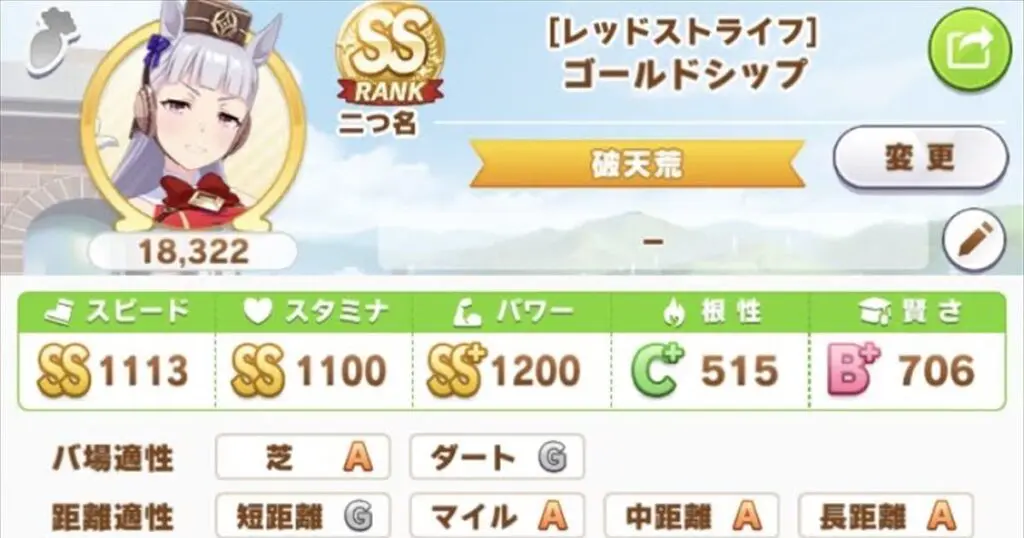 SS
RANK
二つ名
[レッドストライフ]
ゴールドシップ
破天荒
変更
18,322
-
スピード スタミナ パワー 根性 賢さ
SS 1113 SS 1100 SS+ 1200 C+ 515 B+ 706
バ場適性 芝 A ダート G
距離適性 短距離 G マイル A 中距離 A 長距離 A